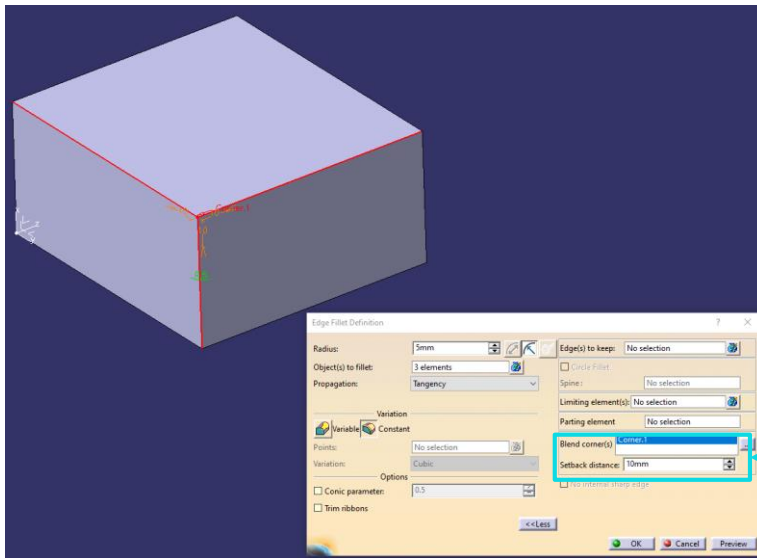 Corner.1
Edge Fillet Definition
? ×
Radius: 5mm Edge(s) to keep: No selection
Object(s) to fillet: 3 elements Circle Fillet
Propagation: Tangency Spine: No selection
Limiting element(s): No selection
Variation Parting element No selection
Variable Constant Blend corner(s) Corner.1
Points: No selection
Variation: Cubic Setback distance: 10mm
Options No internal sharp edge
Conic parameter: 0.5
Trim ribbons
<<Less
OK Cancel Preview